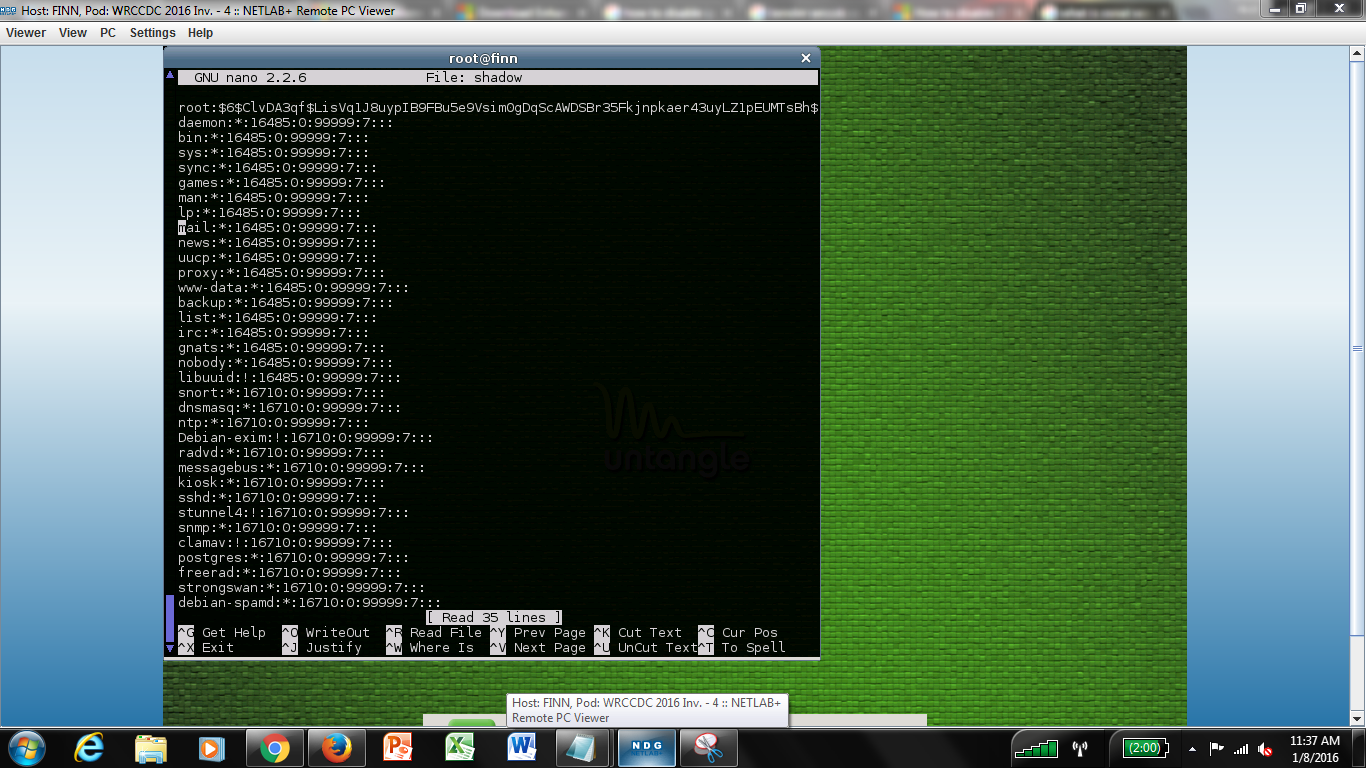 Host: FINN, Pod: WRCCDC 2016 Inv. - 4 :: NETLAB+ Remote PC Viewer
Viewer View PC Settings Help
root@finn
GNU nano 2.2.6 File: shadow
root:$6$ClvDA3qf$LisVq1J8uypIB9FBu5e9VsimOgDqScAWDSBr35Fkjnpkaer43uyLZ1pEUMTsBh$
daemon:*:16485:0:99999:7:::
bin:*:16485:0:99999:7:::
sys:*:16485:0:99999:7:::
sync:*:16485:0:99999:7:::
games:*:16485:0:99999:7:::
man:*:16485:0:99999:7:::
lp:*:16485:0:99999:7:::
mail:*:16485:0:99999:7:::
news:*:16485:0:99999:7:::
uucp:*:16485:0:99999:7:::
proxy:*:16485:0:99999:7:::
www-data:*:16485:0:99999:7:::
backup:*:16485:0:99999:7:::
list:*:16485:0:99999:7:::
irc:*:16485:0:99999:7:::
gnats:*:16485:0:99999:7:::
nobody:*:16485:0:99999:7:::
libuuid:!:16485:0:99999:7:::
snort:*:16710:0:99999:7:::
dnsmasq:*:16710:0:99999:7:::
ntp:*:16710:0:99999:7:::
Debian-exim:!:16710:0:99999:7:::
radvd:*:16710:0:99999:7:::
messagebus:*:16710:0:99999:7:::
kiosk:*:16710:0:99999:7:::
sshd:*:16710:0:99999:7:::
stunnel4:!:16710:0:99999:7:::
snmp:*:16710:0:99999:7:::
clamav:!:16710:0:99999:7:::
postgres:*:16710:0:99999:7:::
freerad:*:16710:0:99999:7:::
strongswan:*:16710:0:99999:7:::
debian-spamd:*:16710:0:99999:7:::
[ Read 35 lines ]
^G Get Help ^O WriteOut ^R Read File ^Y Prev Page ^K Cut Text ^C Cur Pos
^X Exit ^J Justify ^W Where Is ^V Next Page ^U UnCut Text ^T To Spell
untangle
Host: FINN, Pod: WRCCDC 2016 Inv. - 4 :: NETLAB+
Remote PC Viewer
NDG
(2:00)
11:37 AM
1/8/2016